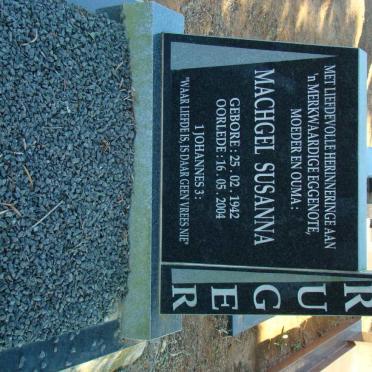 MET LIEFDEVOLLE HERINNERINGE AAN
'n MERKWAARDIGE EGGENOTE,
MOEDER EN OUMA :
MACHGEL SUSANNA
GEBORE : 25. 02. 1942
OORLEDE : 16. 05. 2004
1 JOHANNES 3 :
"WAAR LIEFDE IS, IS DAAR GEEN VREES NIE"
RUGER